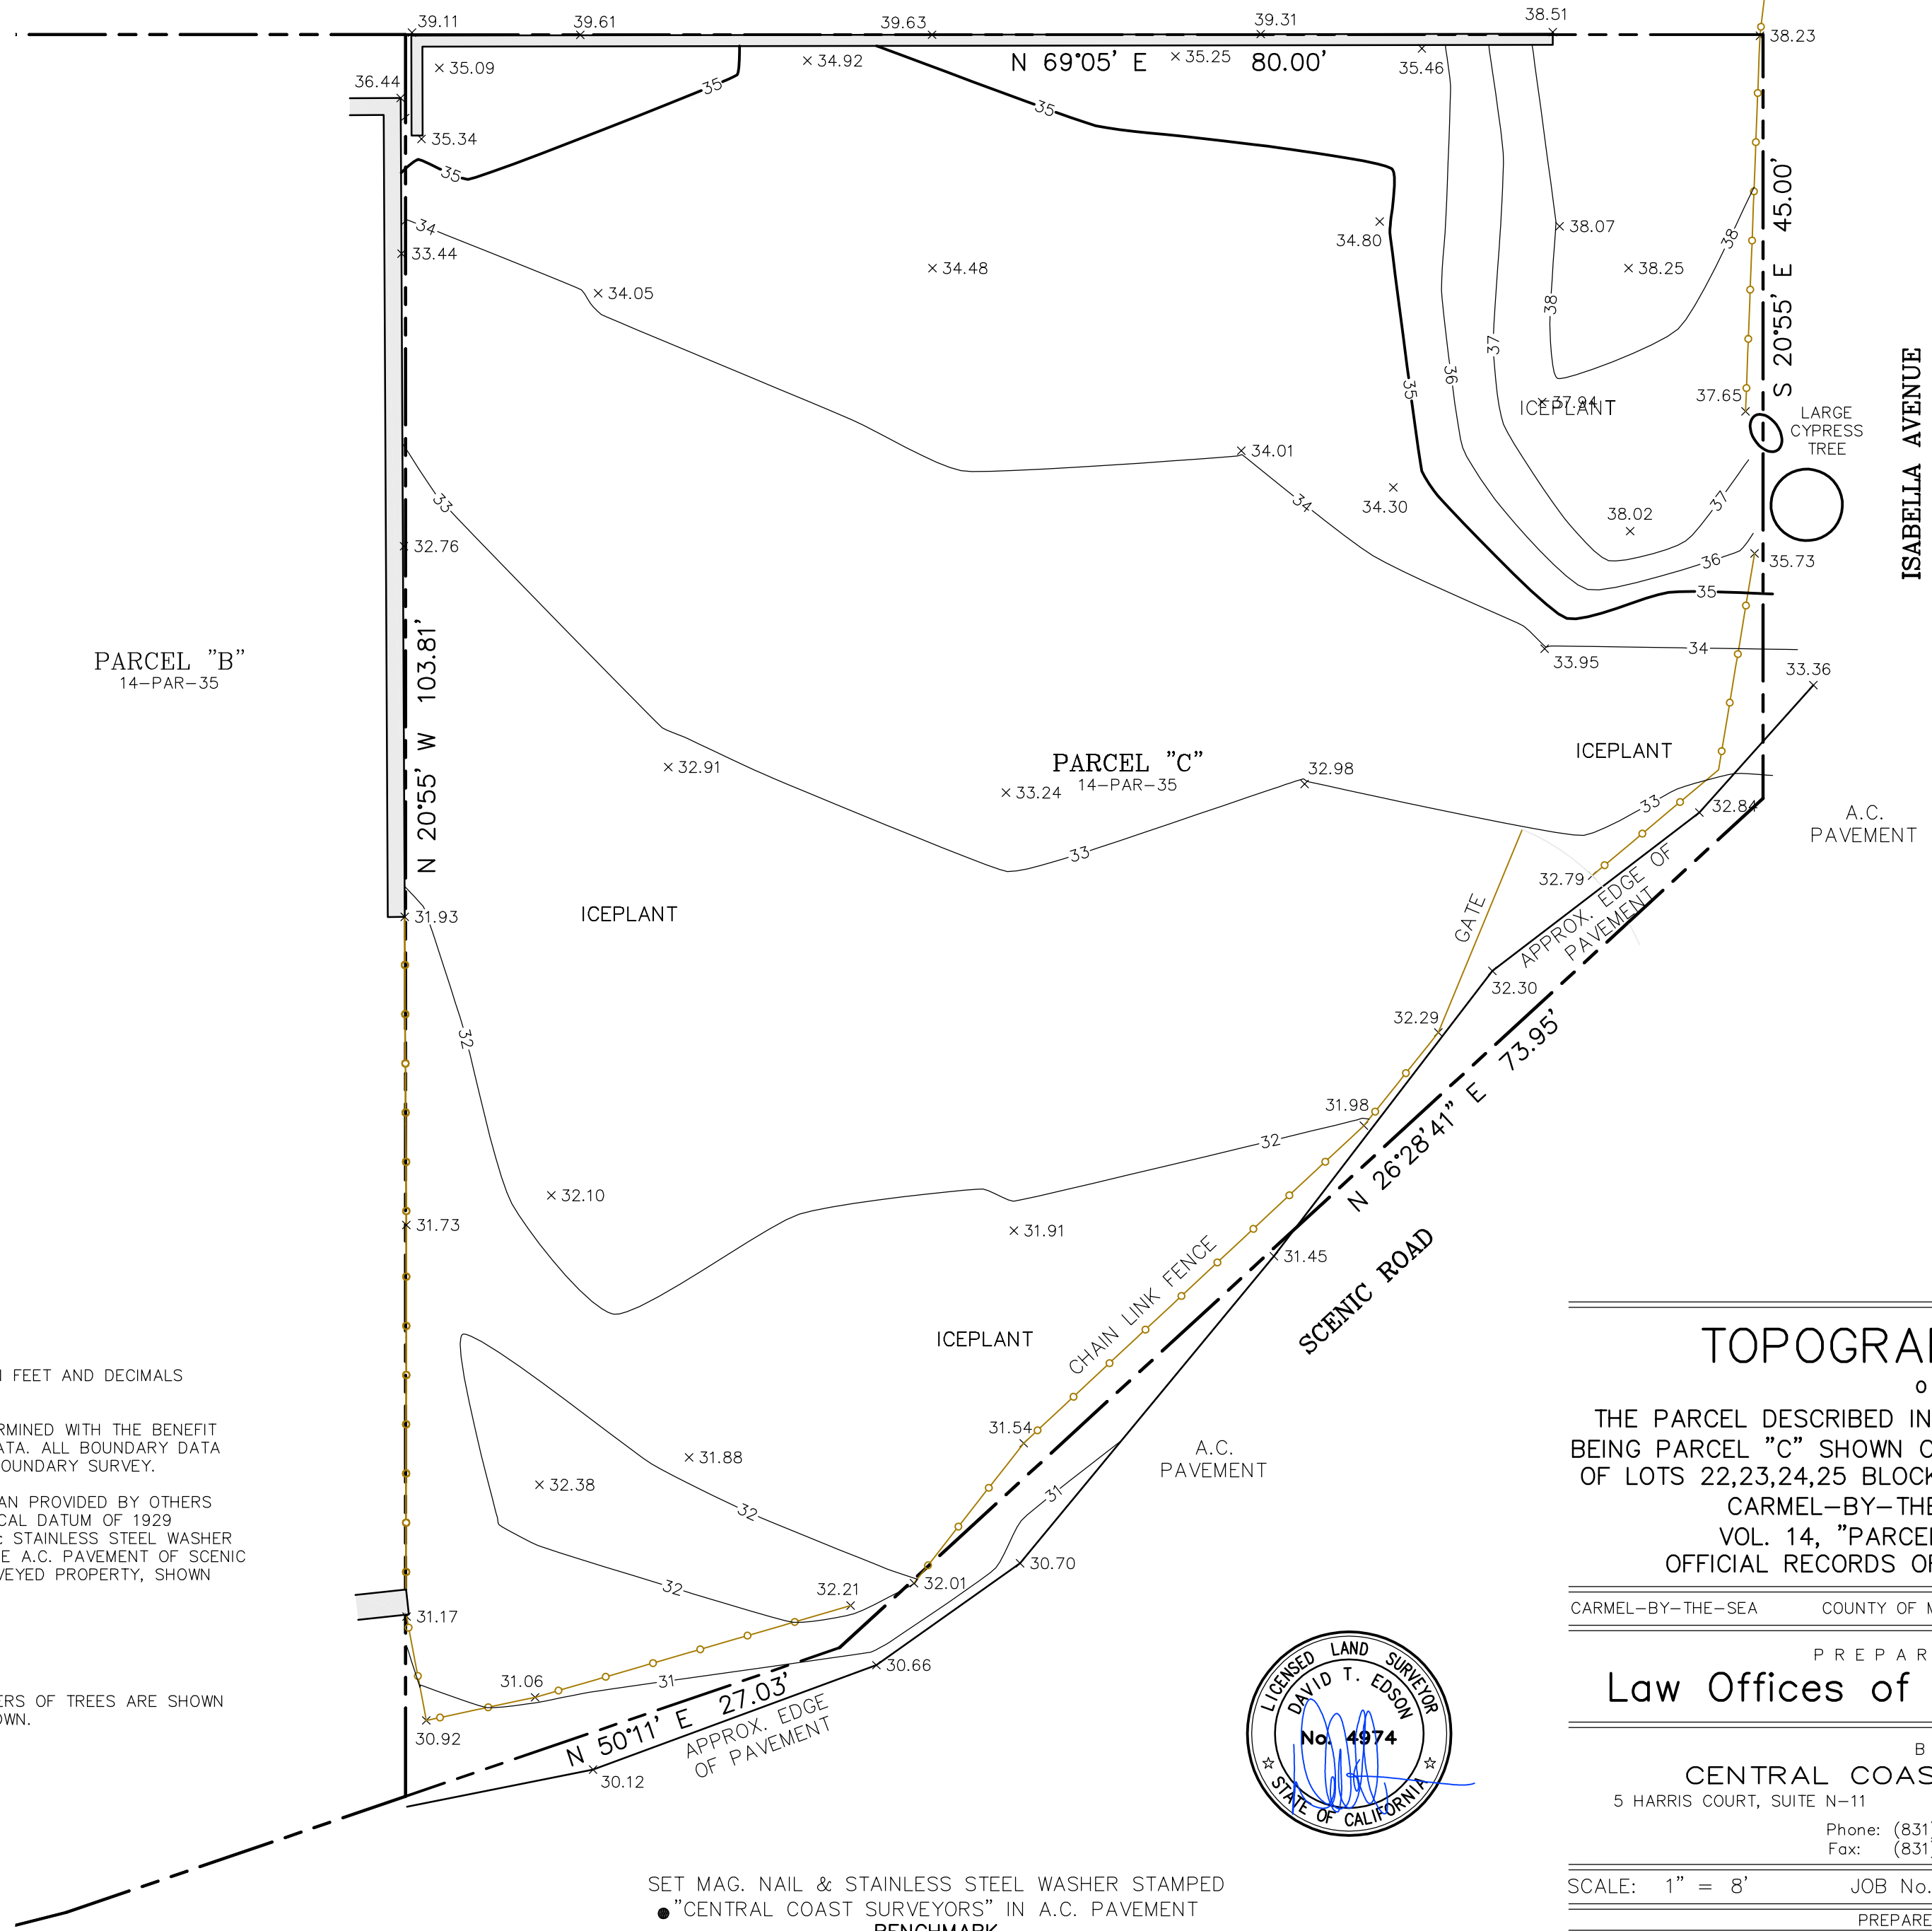 39.11
39.61
39.63
39.31
38.51
38.23
36.44
35.09
34.92
N 69°05' E 80.00'
35.25
35.46
35
35
35.34
35
34
33.44
34.05
34.48
34.80
38.07
38.25
38
38
37
36
35
S 20°55' E 45.00'
ISABELLA AVENUE
37.94
ICEPLANT
37.65
LARGE
CYPRESS
TREE
34.01
34.30
34
33
38.02
37
36
35.73
35
32.76
34
33.95
33.36
PARCEL "B"
14-PAR-35
N 20°55' W 103.81'
32.91
PARCEL "C"
14-PAR-35
33.24
32.98
ICEPLANT
33
33
32.84
A.C.
PAVEMENT
32.79
APPROX. EDGE OF
PAVEMENT
GATE
31.93
ICEPLANT
32.30
32.29
32
73.95'
N 26°28'41" E
31.98
32
32.10
31.73
31.91
31.45
SCENIC ROAD
CHAIN LINK FENCE
ICEPLANT
31.54
A.C.
PAVEMENT
31.88
32.38
32
31
30.70
32
32.21
32.01
31.17
31.06
31
30.66
30.92
N 50°11' E 27.03'
APPROX. EDGE
OF PAVEMENT
30.12
FEET AND DECIMALS
RMINED WITH THE BENEFIT
ATA. ALL BOUNDARY DATA
OUNDARY SURVEY.
AN PROVIDED BY OTHERS
CAL DATUM OF 1929
STAINLESS STEEL WASHER
E A.C. PAVEMENT OF SCENIC
VEYED PROPERTY, SHOWN
ERS OF TREES ARE SHOWN
OWN.
LICENSED LAND SURVEYOR
DAVID T. EDSON
No. 4974
STATE OF CALIFORNIA
SET MAG. NAIL & STAINLESS STEEL WASHER STAMPED
"CENTRAL COAST SURVEYORS" IN A.C. PAVEMENT
BENCHMARK
TOPOGRA
O
THE PARCEL DESCRIBED IN
BEING PARCEL "C" SHOWN O
OF LOTS 22,23,24,25 BLOCK
CARMEL-BY-THE
VOL. 14, "PARCEL
OFFICIAL RECORDS OF
CARMEL-BY-THE-SEA COUNTY OF M
PREPAR
Law Offices of
B
CENTRAL COAS
5 HARRIS COURT, SUITE N-11
Phone: (831)
Fax: (831)
SCALE: 1" = 8' JOB No.
PREPARE